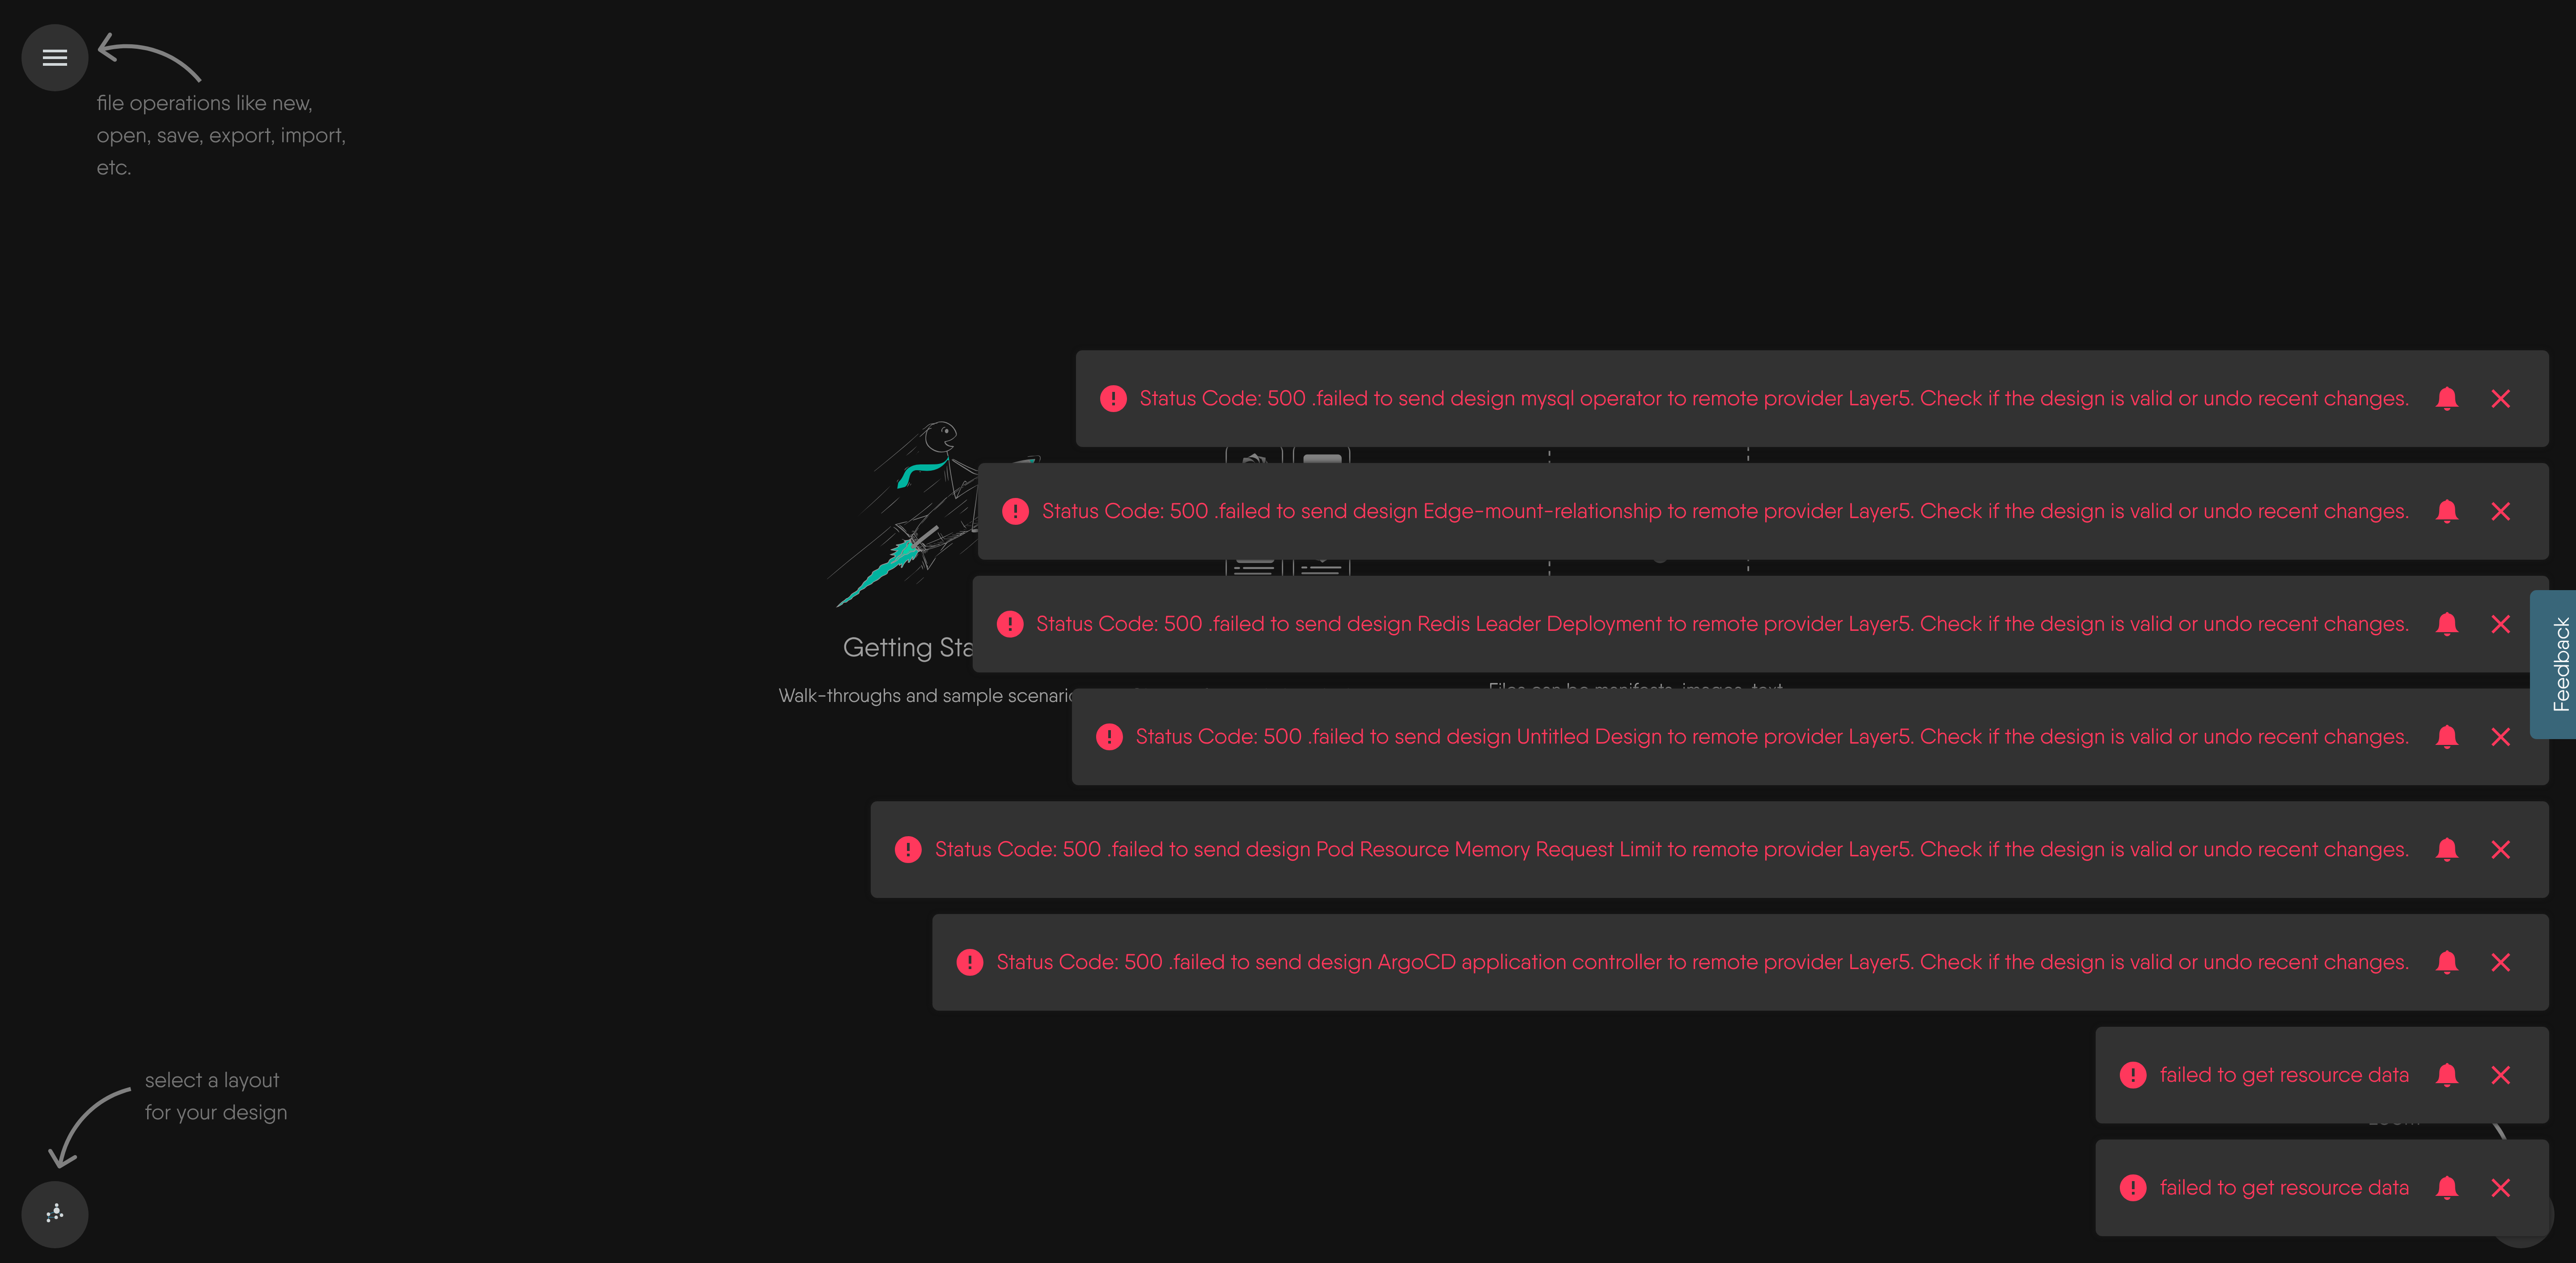 file operations like new,
open, save, export, import,
etc.
Status Code: 500 .failed to send design mysql operator to remote provider Layer5. Check if the design is valid or undo recent changes.
Status Code: 500 .failed to send design Edge-mount-relationship to remote provider Layer5. Check if the design is valid or undo recent changes.
Status Code: 500 .failed to send design Redis Leader Deployment to remote provider Layer5. Check if the design is valid or undo recent changes.
Getting Sta
Feedback
Walk-throughs and sample scenario
Files can be manifests, images, text
Status Code: 500 .failed to send design Untitled Design to remote provider Layer5. Check if the design is valid or undo recent changes.
Status Code: 500 .failed to send design Pod Resource Memory Request Limit to remote provider Layer5. Check if the design is valid or undo recent changes.
Status Code: 500 .failed to send design ArgoCD application controller to remote provider Layer5. Check if the design is valid or undo recent changes.
failed to get resource data
select a layout
for your design
failed to get resource data